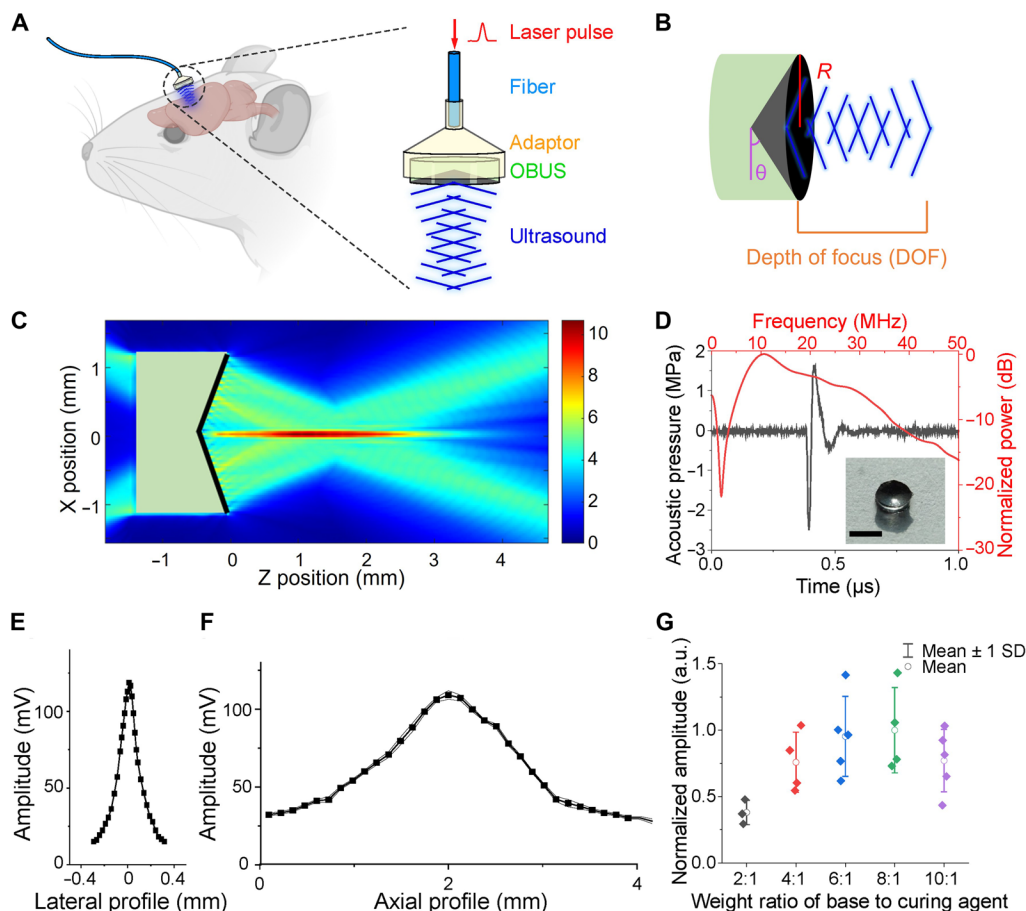 A
Laser pulse
Fiber
Adaptor
OBUS
Ultrasound
B
R
θ
Depth of focus (DOF)
C
X position (mm)
1
0
−1
−1
0
1
2
3
4
Z position (mm)
10
8
6
4
2
0
D
Frequency (MHz)
0 10 20 30 40 50
Acoustic pressure (MPa)
2
1
0
−1
−2
−3
0
−10
−20
−30
Normalized power (dB)
0.0 0.5 1.0
Time (µs)
E
Amplitude (mV)
100
50
0
−0.4 0 0.4
Lateral profile (mm)
F
Amplitude (mV)
100
50
0
0 2 4
Axial profile (mm)
G
Mean ± 1 SD
Mean
Normalized amplitude (a.u.)
1.5
1.0
0.5
0.0
2:1 4:1 6:1 8:1 10:1
Weight ratio of base to curing agent